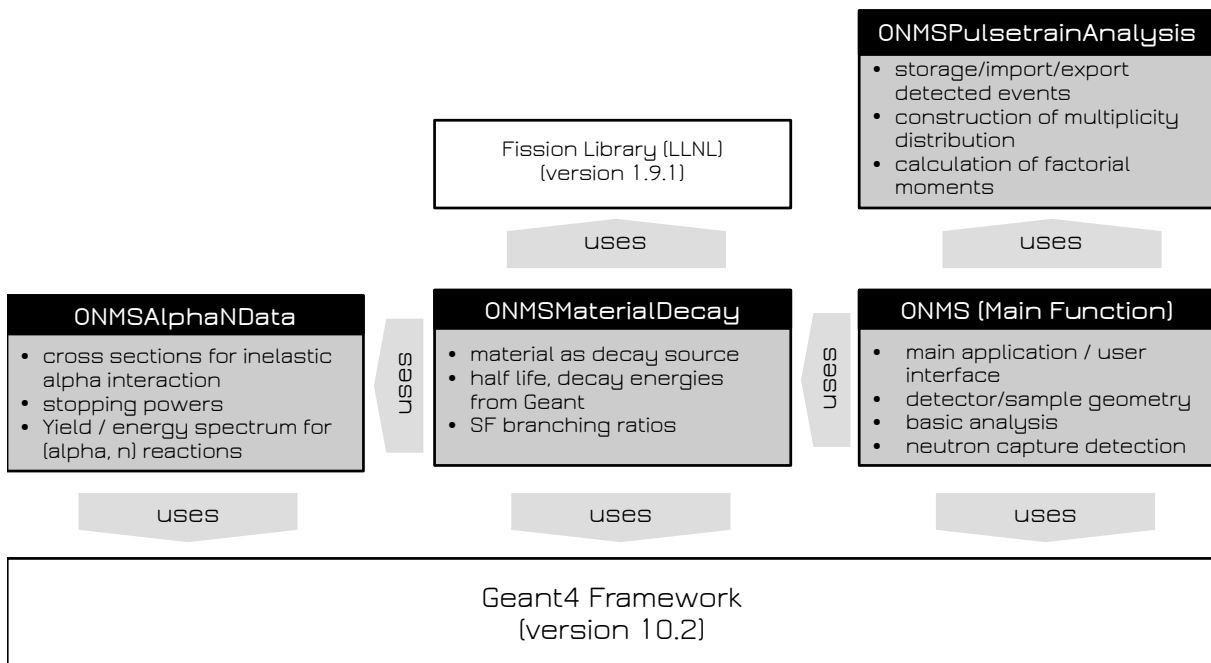 ONMSPulsetrainAnalysis
• storage/import/export
detected events
• construction of multiplicity
distribution
• calculation of factorial
moments
Fission Library (LLNL)
(version 1.9.1)
uses
uses
ONMSAlphaNData
• cross sections for inelastic
alpha interaction
• stopping powers
• Yield / energy spectrum for
(alpha, n) reactions
uses
ONMSMaterialDecay
• material as decay source
• half life, decay energies
from Geant
• SF branching ratios
uses
ONMS (Main Function)
• main application / user
interface
• detector/sample geometry
• basic analysis
• neutron capture detection
uses
uses
uses
Geant4 Framework
(version 10.2)